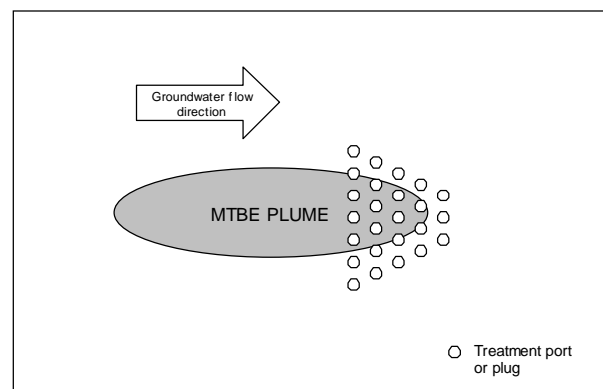 Groundwater flow
direction
MTBE PLUME
Treatment port
or plug